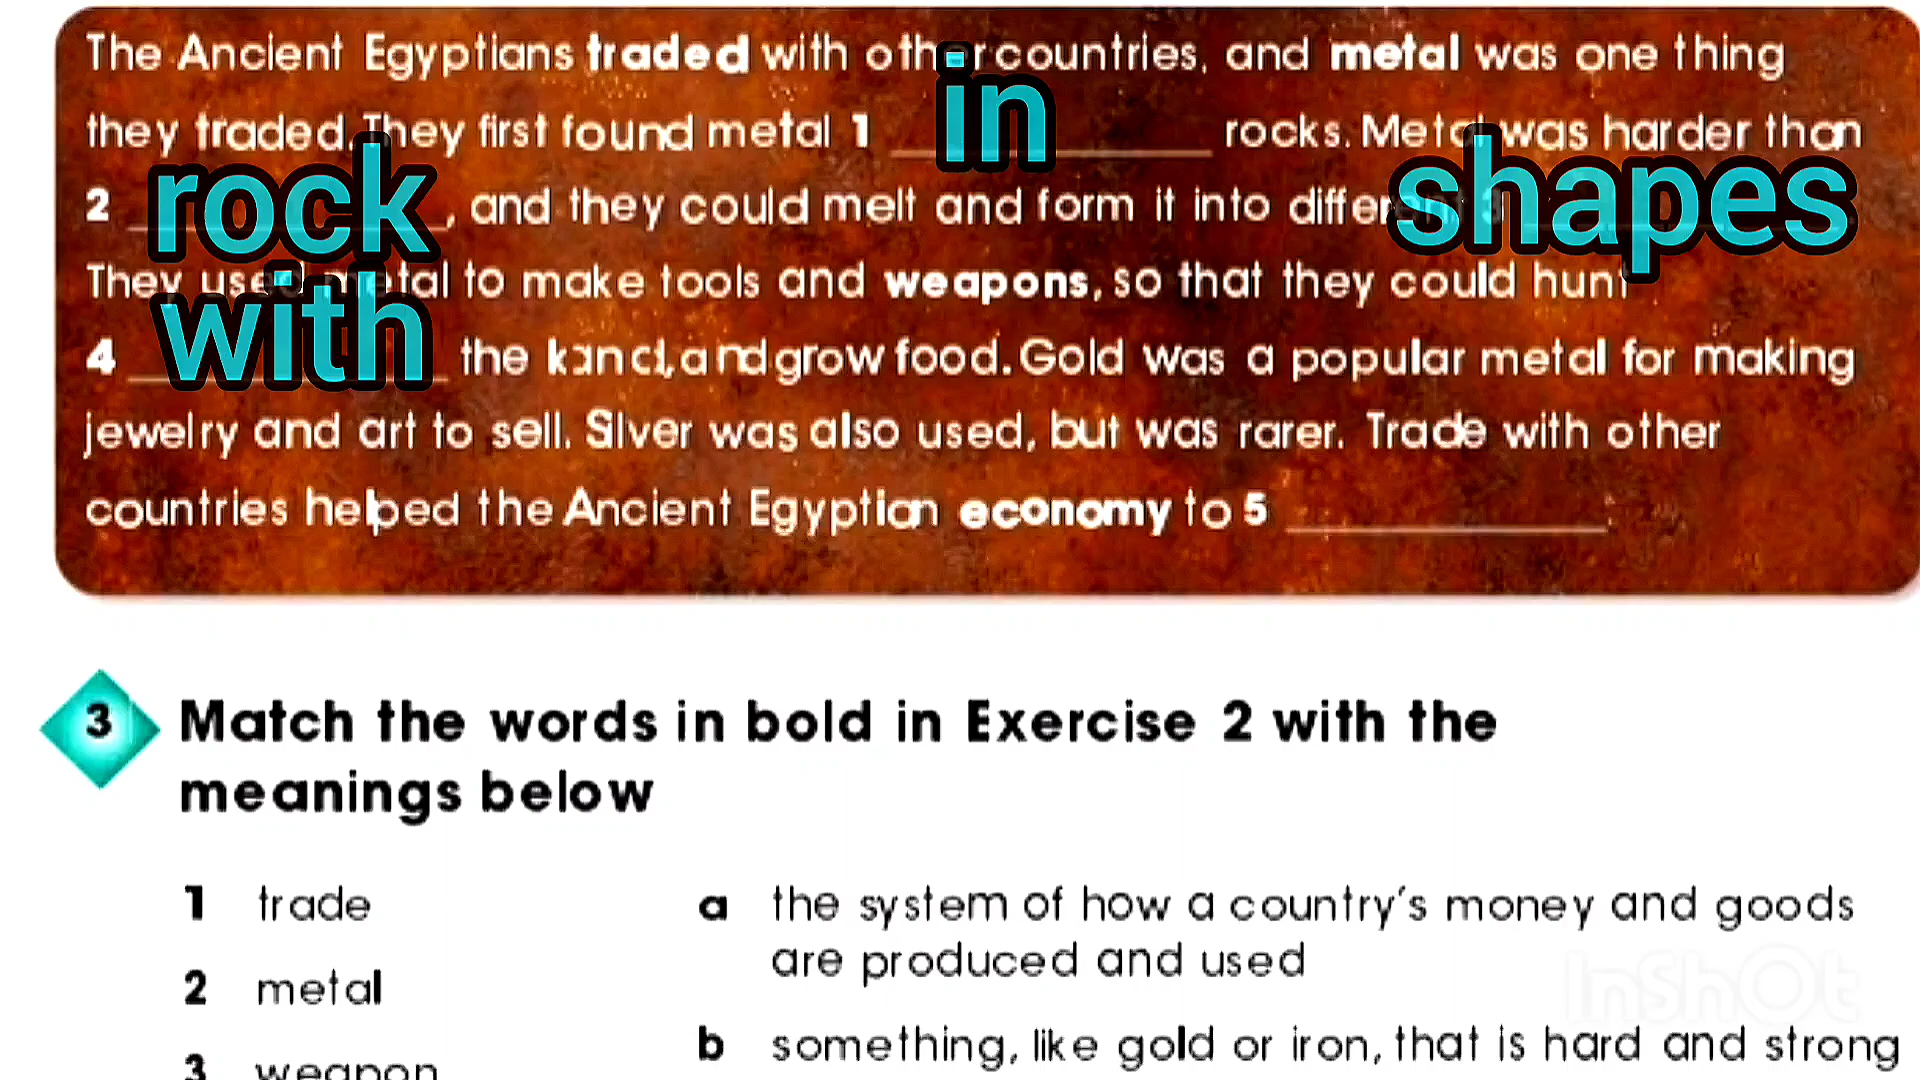 The Ancient Egyptians traded with other countries, and metal was one thing
they traded. They first found metal 1 in rocks. Metal was harder than
2 rock, and they could melt and form it into different 3 shapes
They used metal to make tools and weapons, so that they could hunt
4 with the land, and grow food. Gold was a popular metal for making
jewelry and art to sell. Silver was also used, but was rarer. Trade with other
countries helped the Ancient Egyptian economy to 5
3 Match the words in bold in Exercise 2 with the
meanings below
1 trade
2 metal
3 weapon
a the system of how a country's money and goods
are produced and used
b something, like gold or iron, that is hard and strong
InShOt